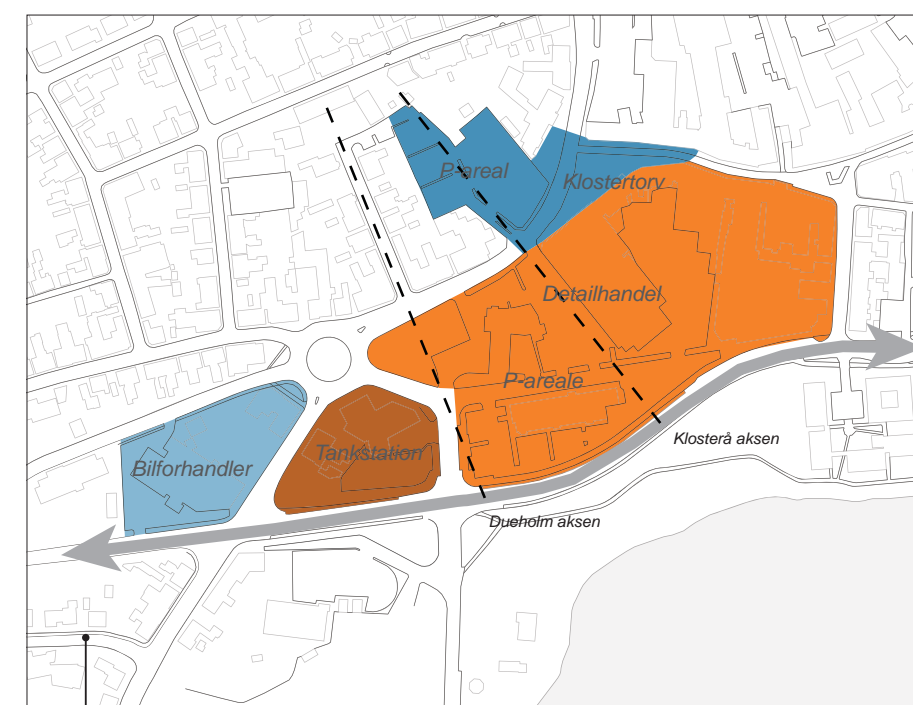 P-areal
Klostertorv
Detailhandel
P-areale
Klosterå aksen
Tankstation
Bilforhandler
Dueholm aksen